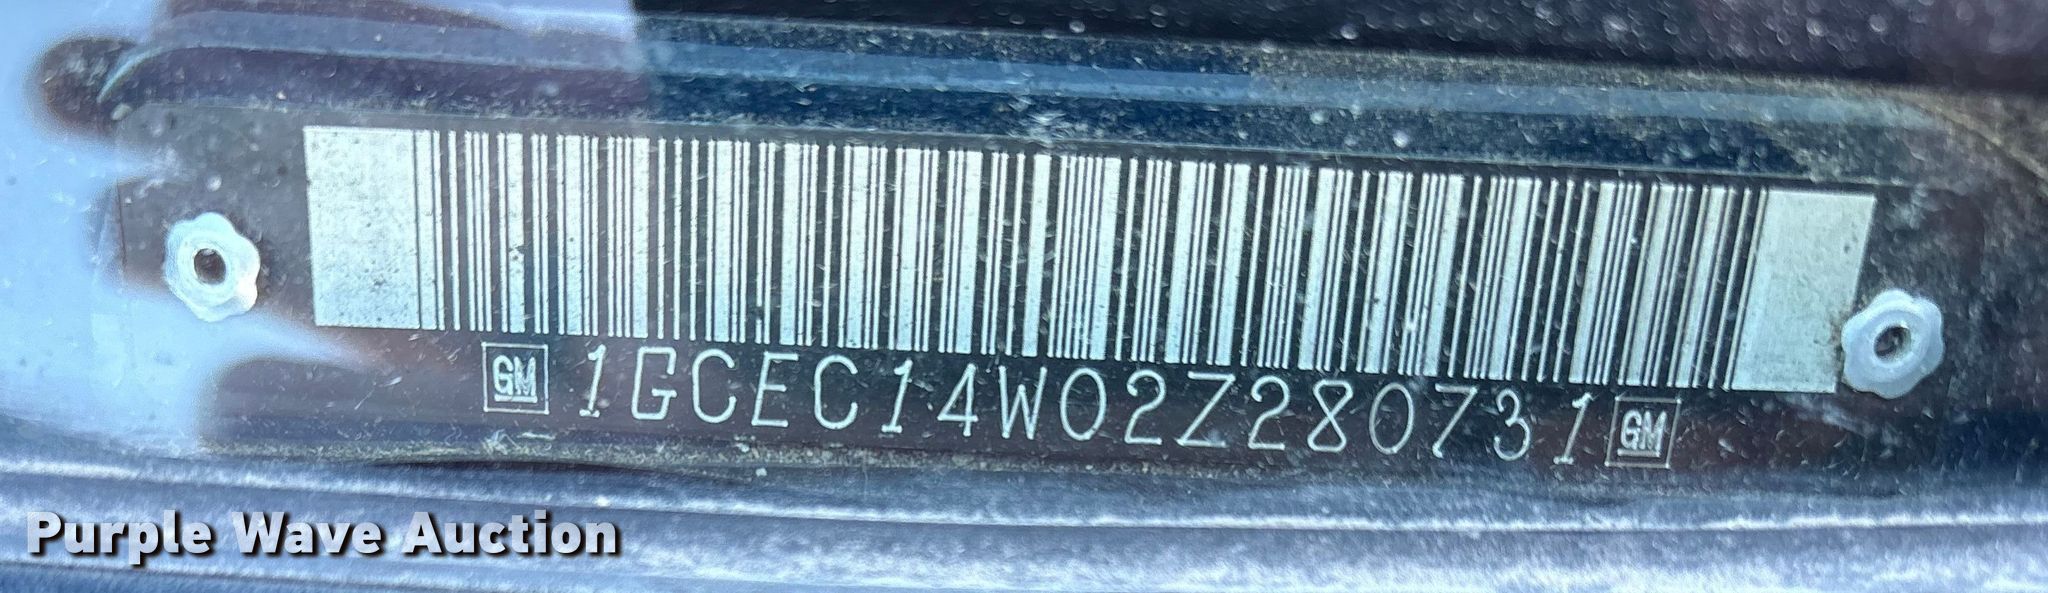 GM 1GCEC14W02Z280731 GM
Purple Wave Auction